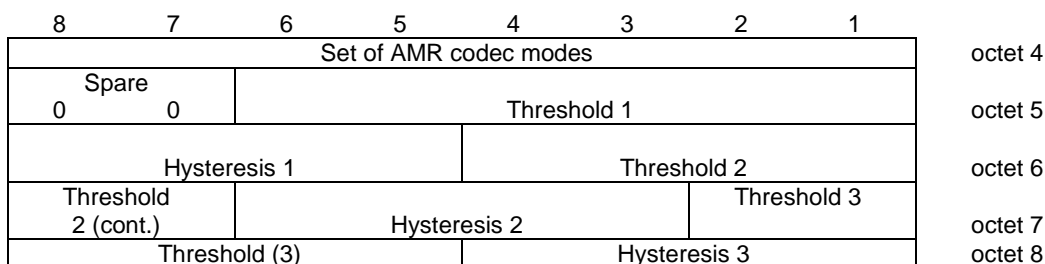 8 7 6 5 4 3 2 1
Set of AMR codec modes octet 4
Spare
0 0 Threshold 1 octet 5
Hysteresis 1 Threshold 2 octet 6
Threshold Threshold 3
2 (cont.) Hysteresis 2 octet 7
Threshold (3) Hysteresis 3 octet 8